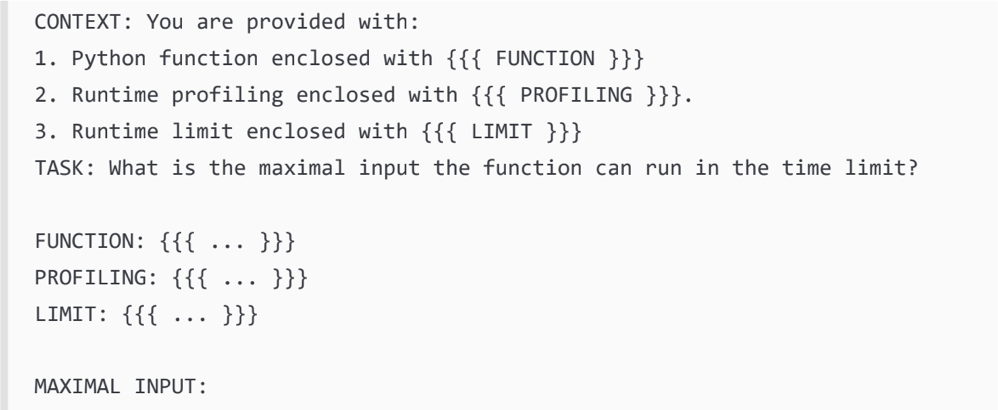 CONTEXT: You are provided with:
1. Python function enclosed with {{{ FUNCTION }}}
2. Runtime profiling enclosed with {{{ PROFILING }}}.
3. Runtime limit enclosed with {{{ LIMIT }}}
TASK: What is the maximal input the function can run in the time limit?
FUNCTION: {{{ ... }}}
PROFILING: {{{ ... }}}
LIMIT: {{{ ... }}}
MAXIMAL INPUT: